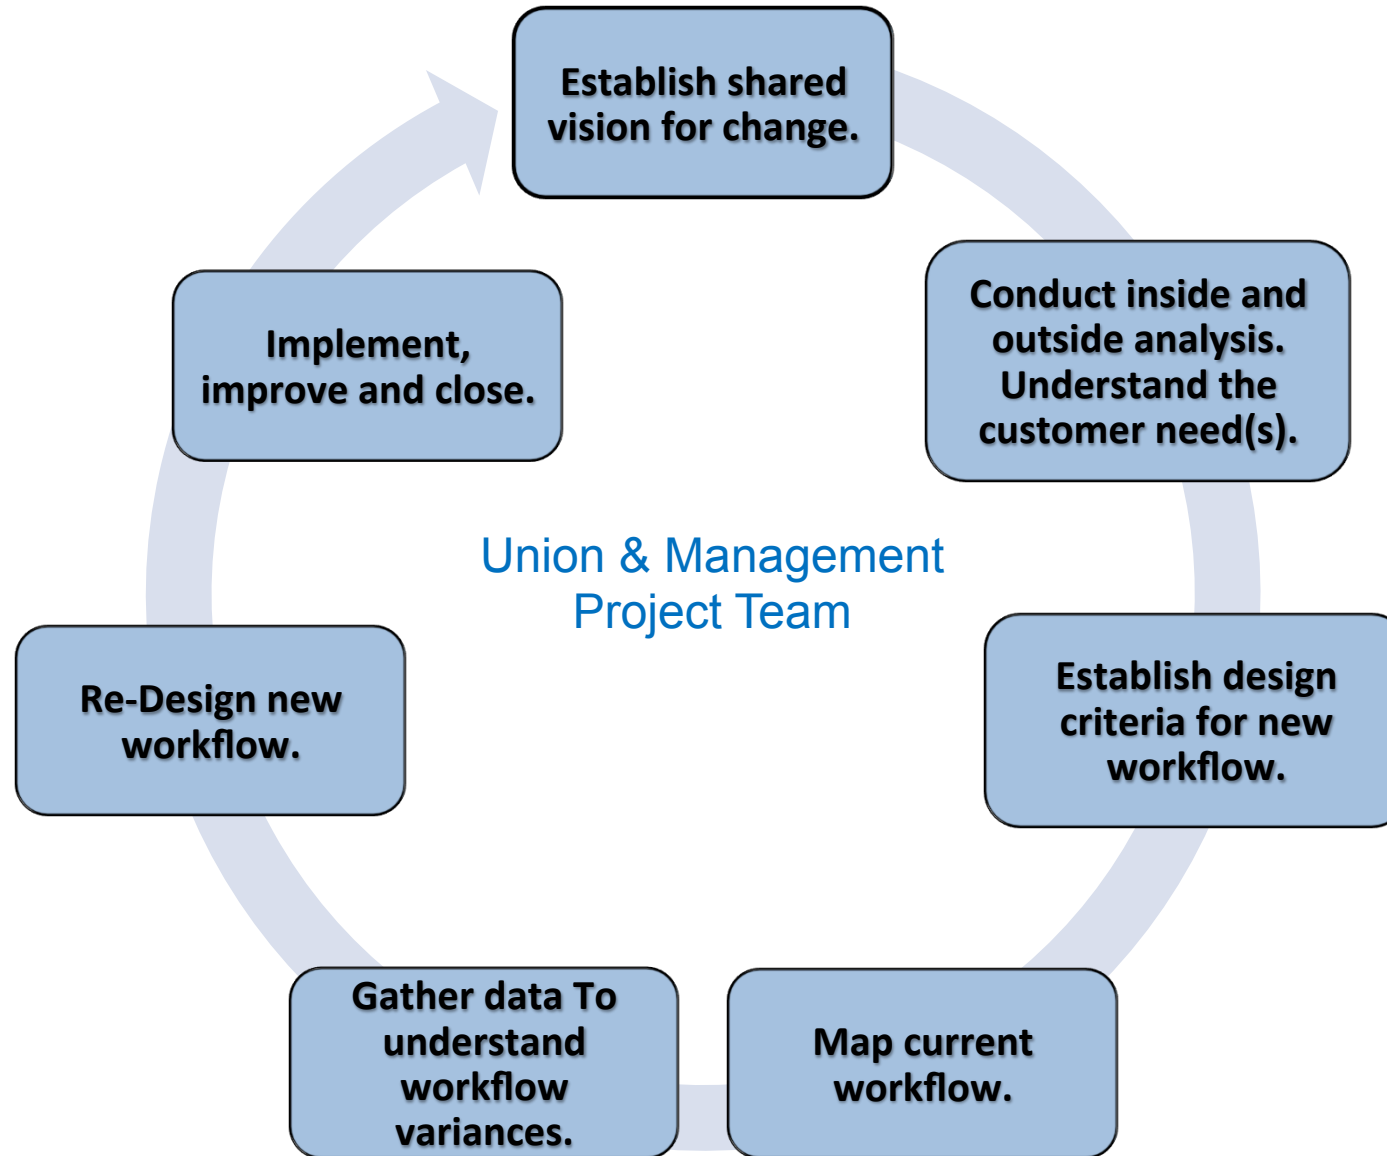 Establish shared
vision for change.
Conduct inside and
outside analysis.
Understand the
customer need(s).
Establish design
criteria for new
workflow.
Map current
workflow.
Gather data To
understand
workflow
variances.
Re-Design new
workflow.
Implement,
improve and close.
Union & Management
Project Team